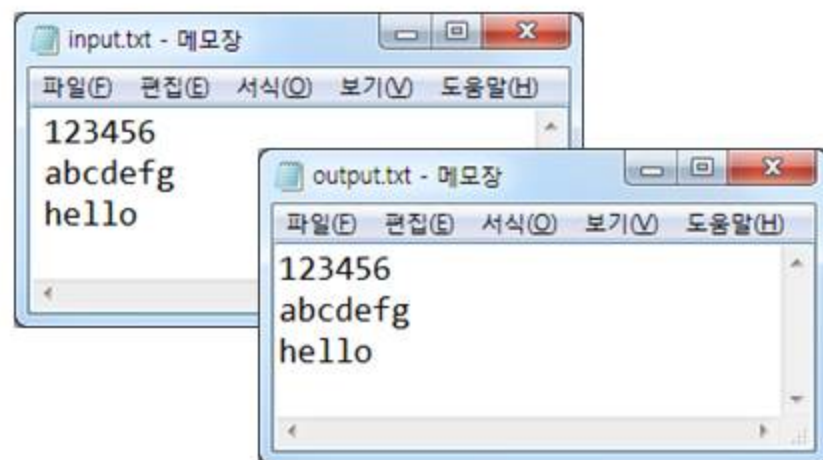 input.txt - 메모장
파일(F) 편집(E) 서식(O) 보기(V) 도움말(H)
123456
abcdefg
hello
output.txt - 메모장
파일(F) 편집(E) 서식(O) 보기(V) 도움말(H)
123456
abcdefg
hello